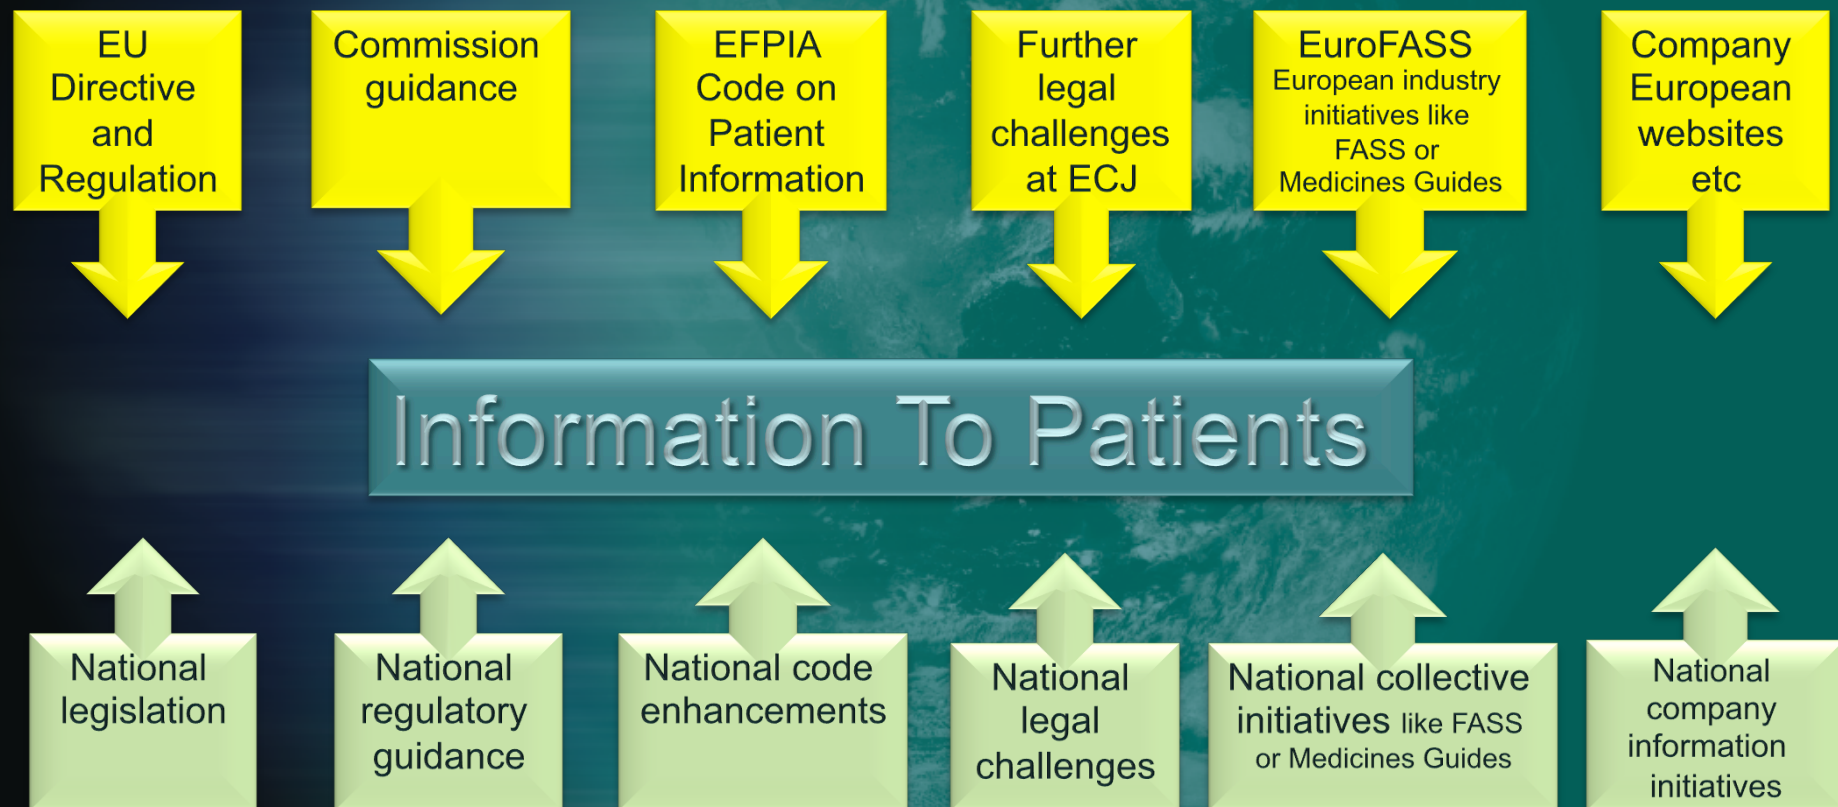 EU
Directive
and
Regulation
Commission
guidance
EFPIA
Code on
Patient
Information
Further
legal
challenges
at ECJ
EuroFASS
European industry
initiatives like
FASS or
Medicines Guides
Company
European
websites
etc
Information To Patients
National
legislation
National
regulatory
guidance
National code
enhancements
National
legal
challenges
National collective
initiatives like FASS
or Medicines Guides
National
company
information
initiatives